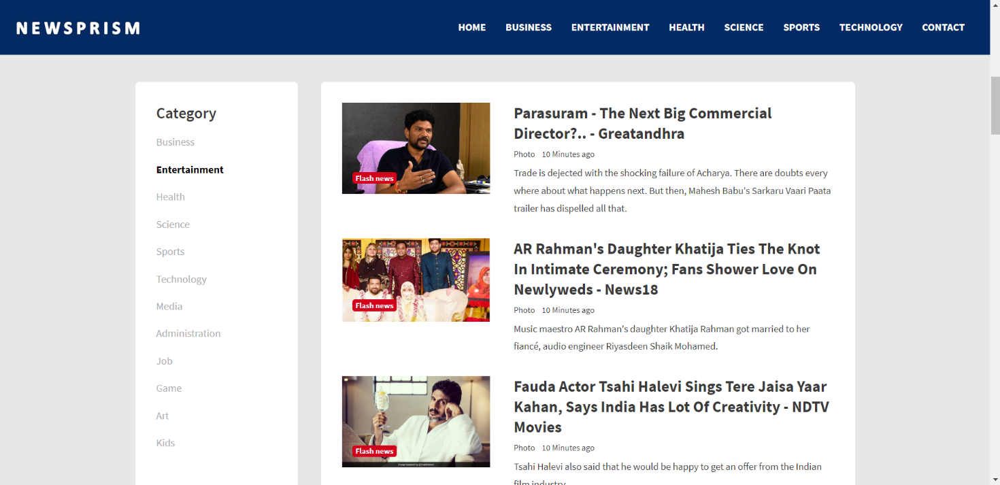 NEWSPRISM
HOME BUSINESS ENTERTAINMENT HEALTH SCIENCE SPORTS TECHNOLOGY CONTACT
Category
Business
Entertainment
Health
Science
Sports
Technology
Media
Administration
Job
Game
Art
Kids
Flash news
Parasuram - The Next Big Commercial
Director?.. - Greatandhra
Photo 10 Minutes ago
Trade is dejected with the shocking failure of Acharya. There are doubts every
where about what happens next. But then, Mahesh Babu's Sarkaru Vaari Paata
trailer has dispelled all that.
Flash news
AR Rahman's Daughter Khatija Ties The Knot
In Intimate Ceremony; Fans Shower Love On
Newlyweds - News18
Photo 10 Minutes ago
Music maestro AR Rahman's daughter Khatija Rahman got married to her
fiancé, audio engineer Riyasdeen Shaik Mohamed.
Flash news
Fauda Actor Tsahi Halevi Sings Tere Jaisa Yaar
Kahan, Says India Has Lot Of Creativity - NDTV
Movies
Photo 10 Minutes ago
Tsahi Halevi also said that he would be happy to get an offer from the Indian
film industry